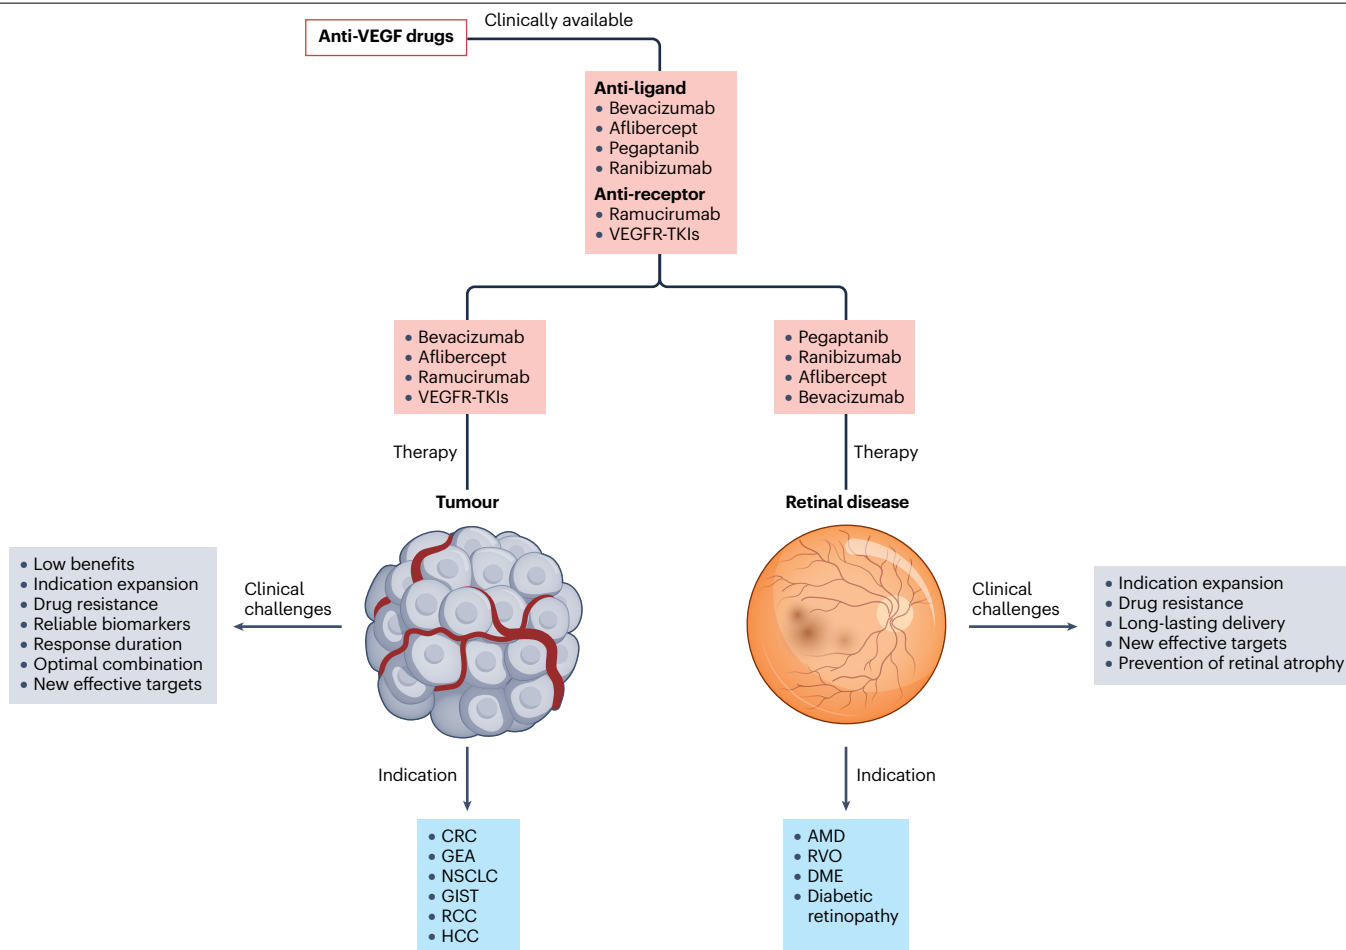 Anti-VEGF drugs
Clinically available
Anti-ligand
• Bevacizumab
• Aflibercept
• Pegaptanib
• Ranibizumab
Anti-receptor
• Ramucirumab
• VEGFR-TKIs
• Bevacizumab
• Aflibercept
• Ramucirumab
• VEGFR-TKIs
• Pegaptanib
• Ranibizumab
• Aflibercept
• Bevacizumab
Therapy
Therapy
Tumour
Retinal disease
• Low benefits
• Indication expansion
• Drug resistance
• Reliable biomarkers
• Response duration
• Optimal combination
• New effective targets
Clinical
challenges
Clinical
challenges
• Indication expansion
• Drug resistance
• Long-lasting delivery
• New effective targets
• Prevention of retinal atrophy
Indication
Indication
• CRC
• GEA
• NSCLC
• GIST
• RCC
• HCC
• AMD
• RVO
• DME
• Diabetic
retinopathy